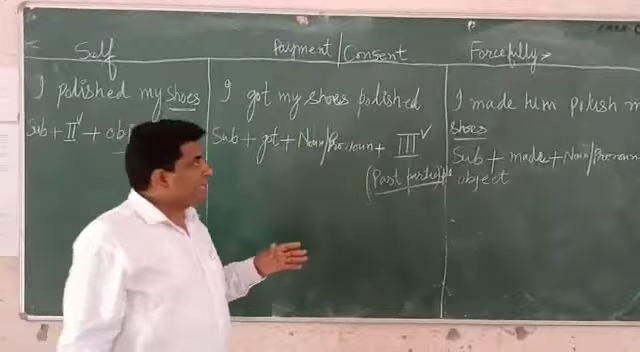 Self
I polished my shoes
Sub + II + obj
Payment/Consent
I got my shoes polished
Sub + got + Noun/Pronoun + III
(Past participle
Forcefully
I made him polish m
shoes
Sub + made + Noun/Pronoun
object